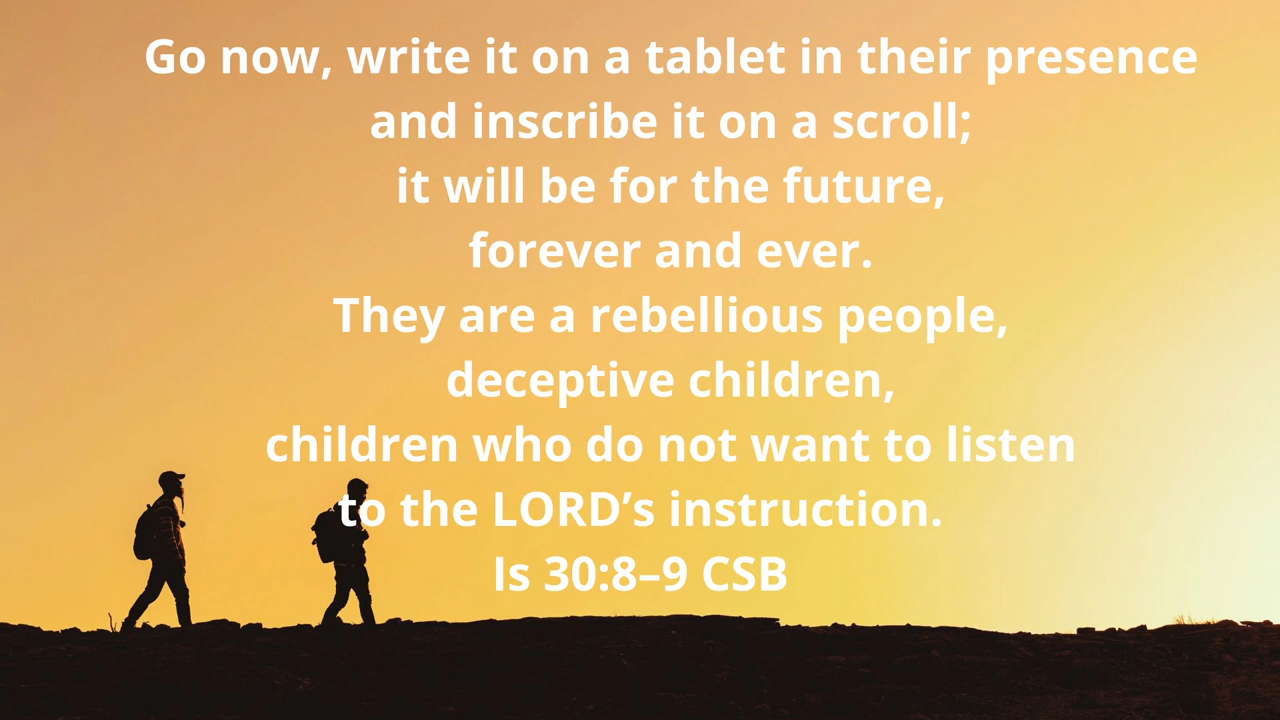 Go now, write it on a tablet in their presence
and inscribe it on a scroll;
it will be for the future,
forever and ever.
They are a rebellious people,
deceptive children,
children who do not want to listen
to the LORD’s instruction.
Is 30:8–9 CSB